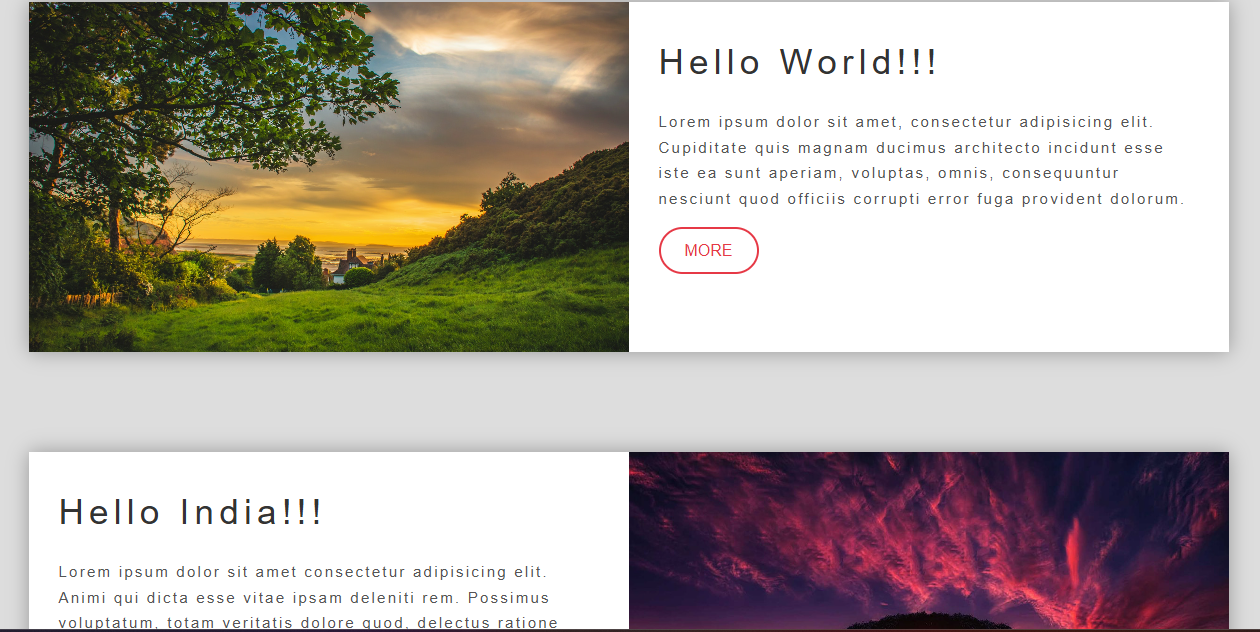 Hello World!!!
Lorem ipsum dolor sit amet, consectetur adipisicing elit.
Cupiditate quis magnam ducimus architecto incidunt esse
iste ea sunt aperiam, voluptas, omnis, consequuntur
nesciunt quod officiis corrupti error fuga provident dolorum.
MORE
Hello India!!!
Lorem ipsum dolor sit amet consectetur adipisicing elit.
Animi qui dicta esse vitae ipsam deleniti rem. Possimus
voluptatum, totam veritatis dolore quod, delectus ratione